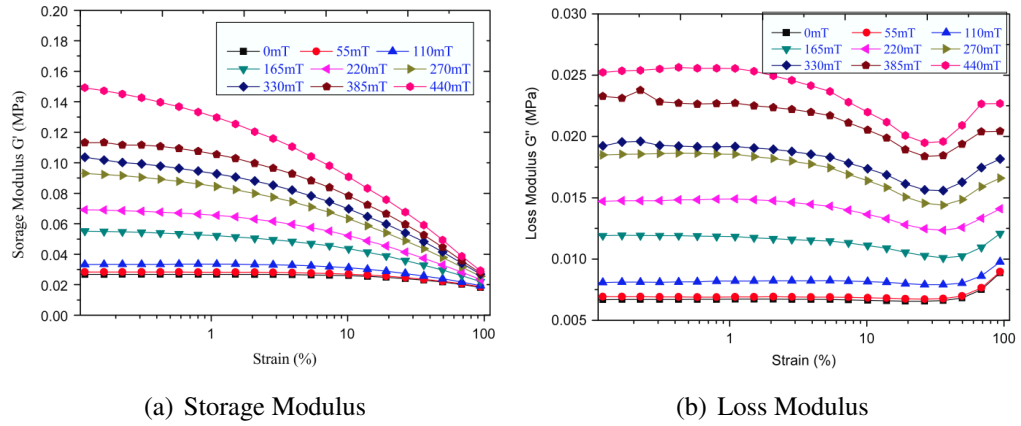 0.20
0.18
0.16
0.14
0.12
0.10
0.08
0.06
0.04
0.02
0.00
Sorage Modulus G' (MPa)
0mT 55mT 110mT
165mT 220mT 270mT
330mT 385mT 440mT
1 10 100
Strain (%)
(a) Storage Modulus
0.030
0.025
0.020
0.015
0.010
0.005
Loss Modulus G'' (MPa)
0mT 55mT 110mT
165mT 220mT 270mT
330mT 385mT 440mT
1 10 100
Strain (%)
(b) Loss Modulus